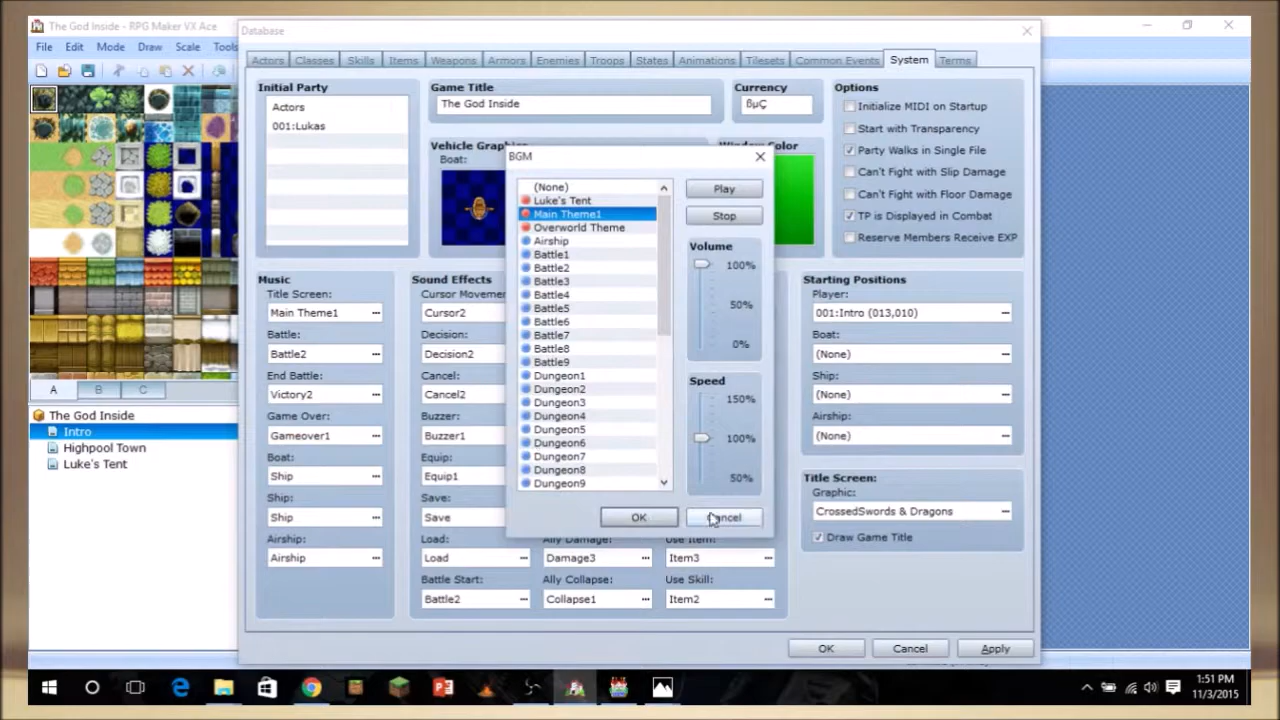 The God Inside - RPG Maker VX Ace
File Edit Mode Draw Scale Tools
Database
Actors Classes Skills Items Weapons Armors Enemies Troops States Animations Tilesets Common Events System Terms
Initial Party
Actors
001:Lukas
Game Title
The God Inside
Currency
Options
Initialize MIDI on Startup
Start with Transparency
Party Walks in Single File
Can't Fight with Slip Damage
Can't Fight with Floor Damage
TP is Displayed in Combat
Reserve Members Receive EXP
Boat:
BGM
(None)
Luke's Tent
Main Theme1
Overworld Theme
Airship
Battle1
Battle2
Battle3
Battle4
Battle5
Battle6
Battle7
Battle8
Battle9
Dungeon1
Dungeon2
Dungeon3
Dungeon4
Dungeon5
Dungeon6
Dungeon7
Dungeon8
Dungeon9
Play
Stop
Volume
100%
50%
0%
Speed
150%
100%
50%
OK
Music
Title Screen:
Main Theme1
Battle:
Battle2
End Battle:
Victory2
Game Over:
Gameover1
Boat:
Ship
Ship:
Ship
Airship:
Airship
Sound Effects
Cursor2
Decision:
Decision2
Cancel:
Cancel2
Buzzer:
Buzzer1
Equip:
Equip1
Save:
Save
Load:
Load
Battle Start:
Battle2
Ally Damage:
Damage3
Ally Collapse:
Collapse1
Use Item:
Item3
Use Skill:
Item2
Starting Positions
Player:
001:Intro (013,010)
Boat:
(None)
Ship:
(None)
Airship:
(None)
Title Screen:
Graphic:
CrossedSwords & Dragons
Draw Game Title
OK Cancel Apply
A B C
The God Inside
Intro
Highpool Town
Luke's Tent
1:51 PM
11/3/2015